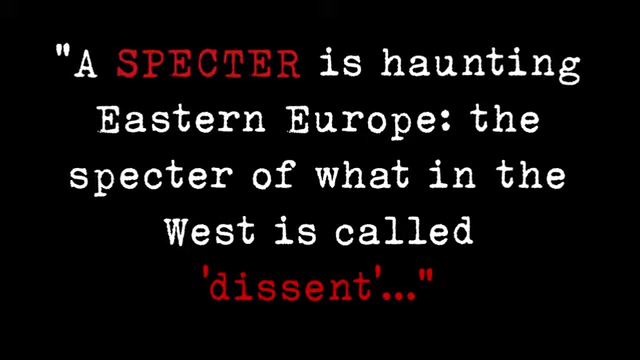 "A SPECTER is haunting
Eastern Europe: the
specter of what in the
West is called
'dissent'..."